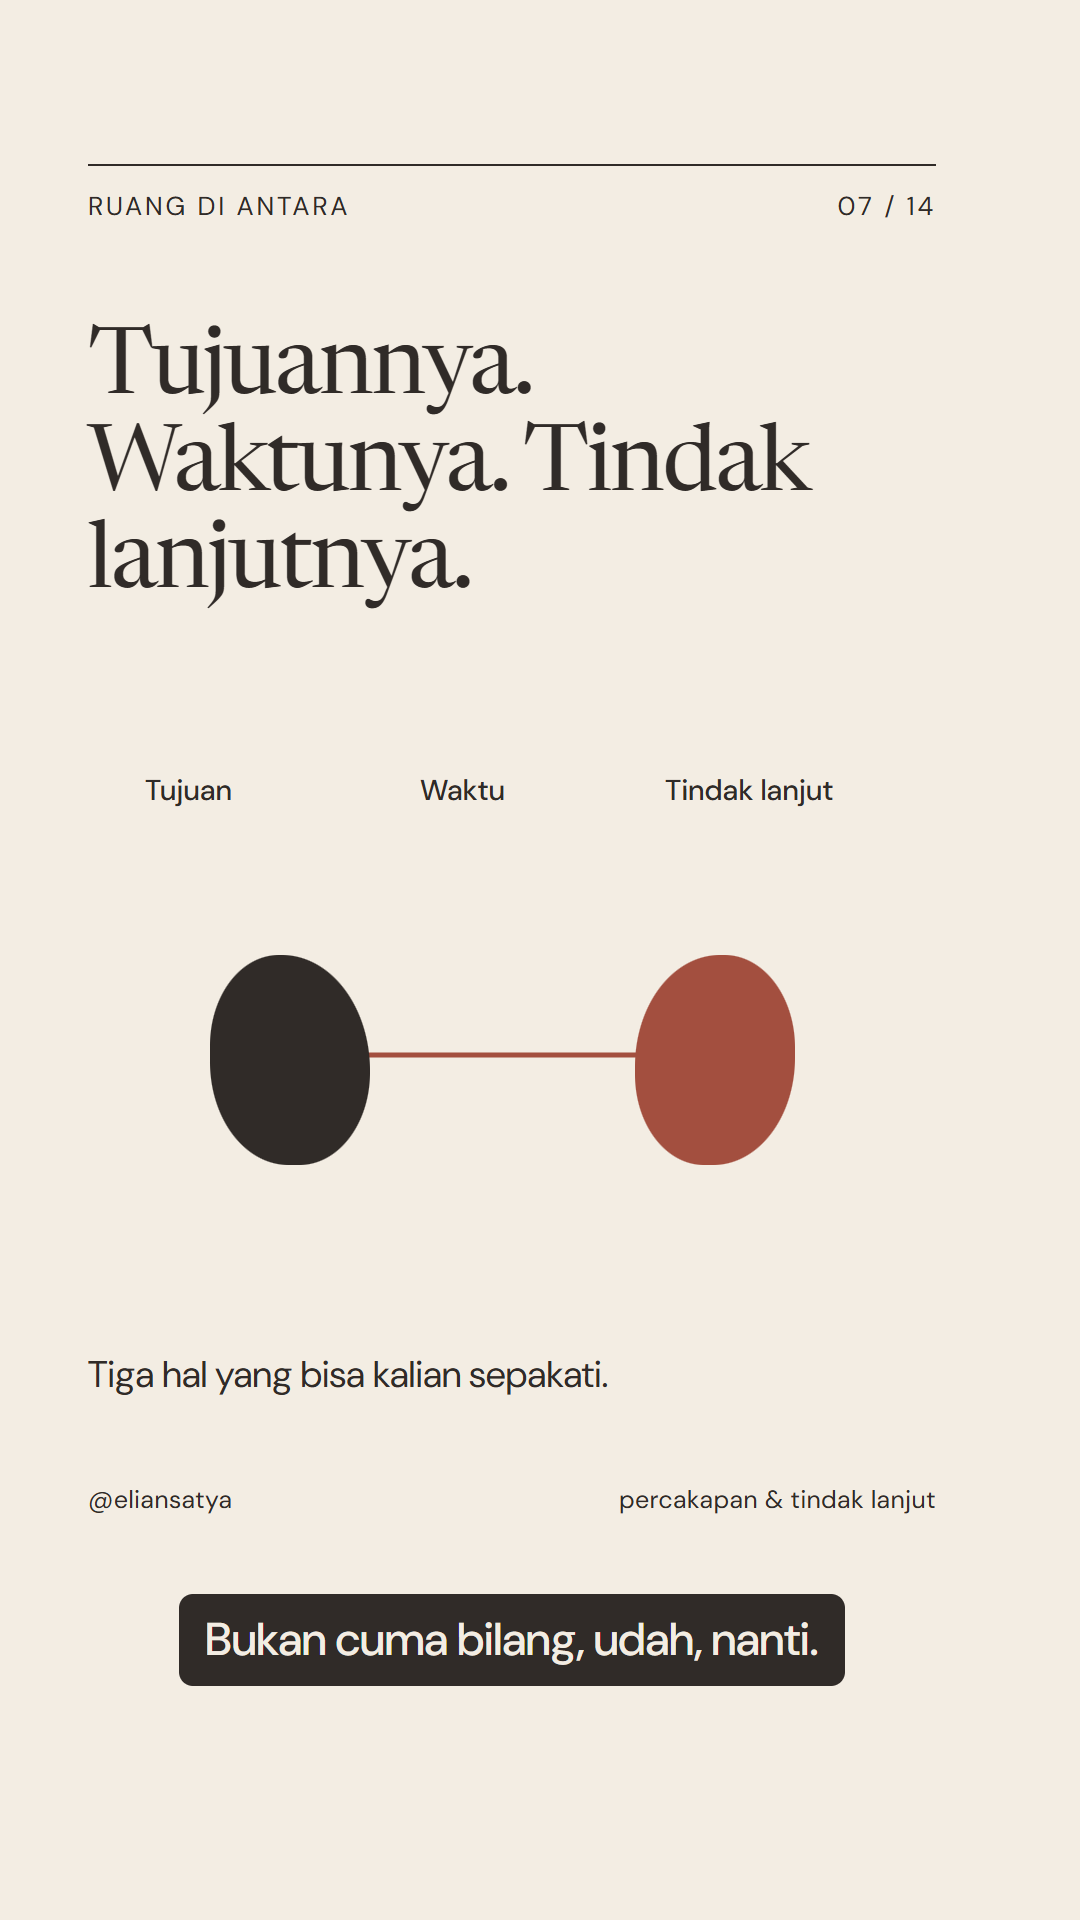 RUANG DI ANTARA
07 / 14
Tujuannya.
Waktunya. Tindak
lanjutnya.
Tujuan
Waktu
Tindak lanjut
Tiga hal yang bisa kalian sepakati.
@eliansatya
percakapan & tindak lanjut
Bukan cuma bilang, udah, nanti.